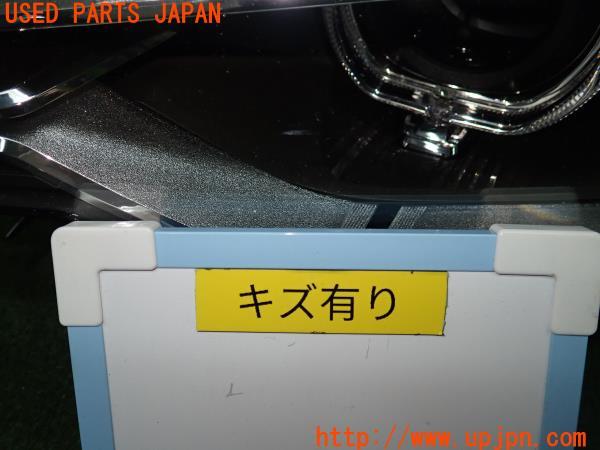 USED PARTS JAPAN
キズ有り
http://www.upjpn.com